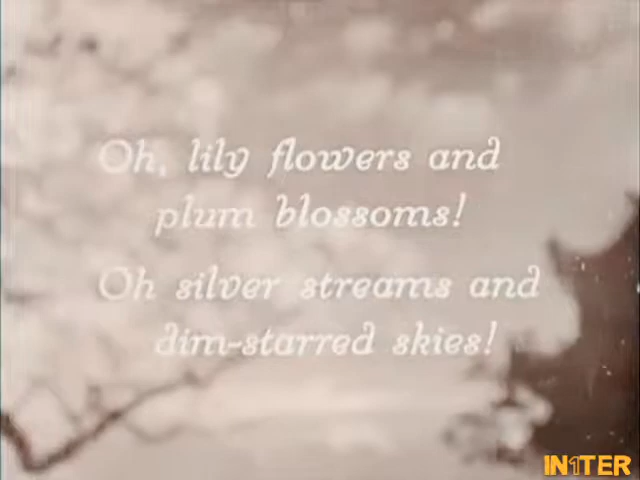 Oh, lily flowers and
plum blossoms!
Oh silver streams and
dim-starred skies!
IN1TER